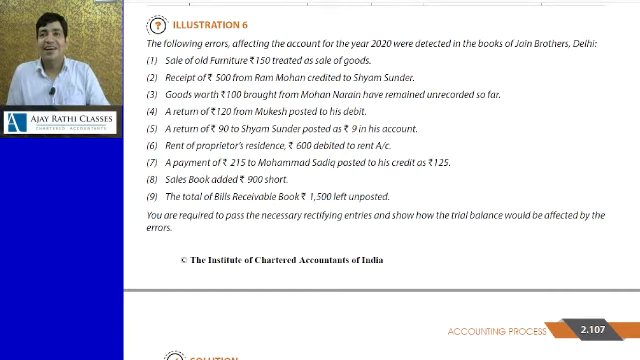 ILLUSTRATION 6
The following errors, affecting the account for the year 2020 were detected in the books of Jain Brothers, Delhi:
(1) Sale of old Furniture ₹ 150 treated as sale of goods.
(2) Receipt of ₹ 500 from Ram Mohan credited to Shyam Sunder.
(3) Goods worth ₹ 100 brought from Mohan Narain have remained unrecorded so far.
(4) A return of ₹ 120 from Mukesh posted to his debit.
(5) A return of ₹ 90 to Shyam Sunder posted as ₹ 9 in his account.
(6) Rent of proprietor's residence, ₹ 600 debited to rent A/c.
(7) A payment of ₹ 215 to Mohammad Sadiq posted to his credit as ₹ 125.
(8) Sales Book added ₹ 900 short.
(9) The total of Bills Receivable Book ₹ 1,500 left unposted.
You are required to pass the necessary rectifying entries and show how the trial balance would be affected by the
errors.
© The Institute of Chartered Accountants of India
ACCOUNTING PROCESS 2.107
SOLUTION
AJAY RATHI CLASSES
CHARTERED ACCOUNTANTS